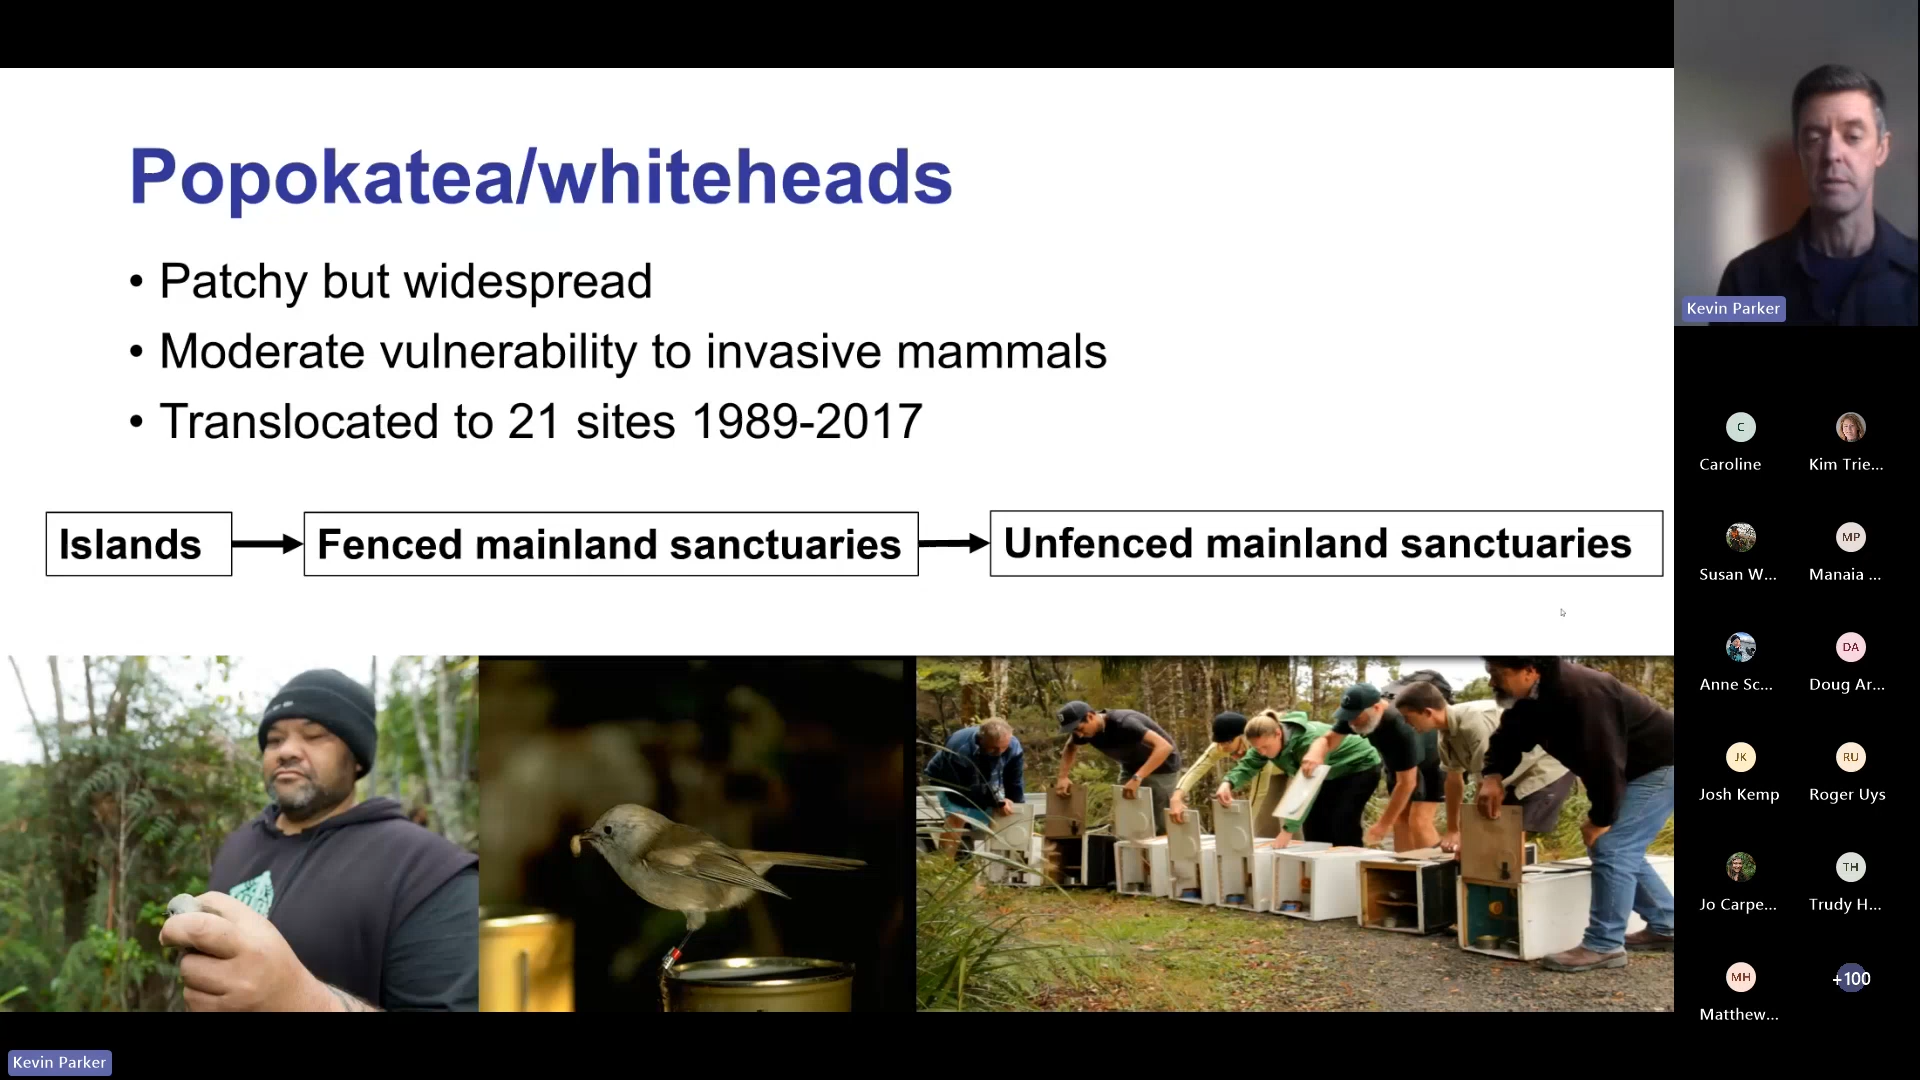 Popokatea/whiteheads
• Patchy but widespread
• Moderate vulnerability to invasive mammals
• Translocated to 21 sites 1989-2017
Islands
Fenced mainland sanctuaries
Unfenced mainland sanctuaries
Kevin Parker
C
Caroline
Kim Trie...
Susan W...
MP
Manaia ...
Anne Sc...
DA
Doug Ar...
JK
Josh Kemp
RU
Roger Uys
Jo Carpe...
TH
Trudy H...
MH
Matthew...
+100
Kevin Parker